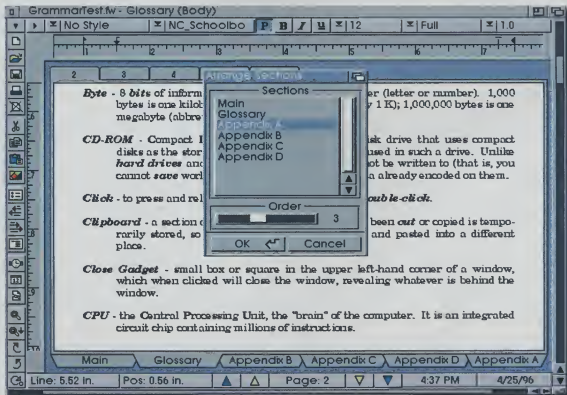 GrammarTest.fw - Glossary (Body)
No Style NC_Schoolbo P B I U 12 Full 1.0
2 3 4
Arrange Sections
Sections
Main
Glossary
Appendix A
Appendix B
Appendix C
Appendix D
Order
3
OK Cancel
Byte - 8 bits of inform er (letter or number). 1,000
bytes is one kilob 1 K); 1,000,000 bytes is one
megabyte (abbre
CD-ROM - Compact isk drive that uses compact
disks as the stor used in such a drive. Unlike
hard drives and ot be written to (that is, you
cannot save worl a already encoded on them.
Click - to press and rel ouble-click.
Clipboard - a section been cut or copied is tempo-
rarily stored, so and pasted into a different
place.
Close Gadget - small box or square in the upper left-hand corner of a window,
which when clicked will close the window, revealing whatever is behind the
window.
CPU - the Central Processing Unit, the "brain" of the computer. It is an integrated
circuit chip containing millions of instructions.
Main Glossary Appendix B Appendix C Appendix D Appendix A
Line: 5.52 in. Pos: 0.56 in. Page: 2 4:37 PM 4/25/96